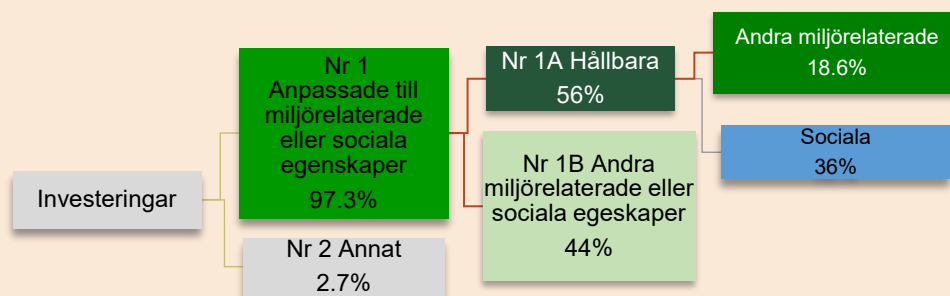 Investeringar
Nr 1
Anpassade till
miljörelaterade
eller sociala
egenskaper
97.3%
Nr 2 Annat
2.7%
Nr 1A Hållbara
56%
Nr 1B Andra
miljörelaterade eller
sociala egeskaper
44%
Andra miljörelaterade
18.6%
Sociala
36%